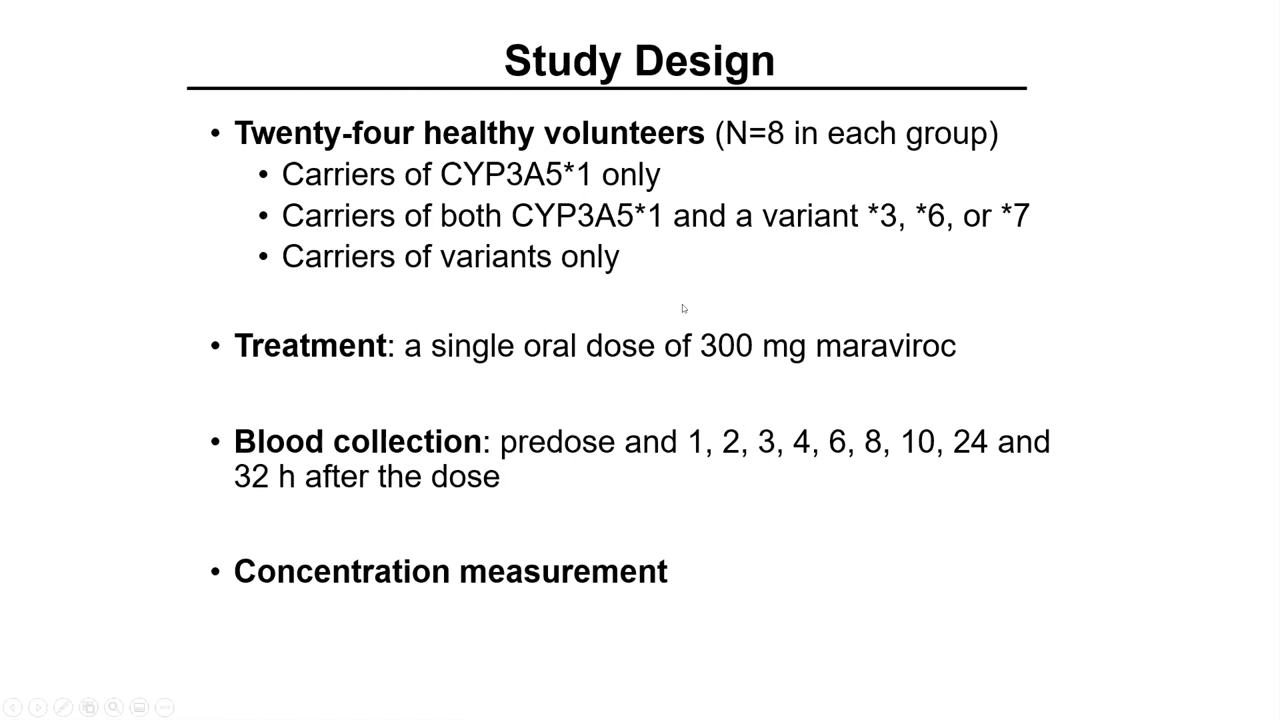 Study Design
• Twenty-four healthy volunteers (N=8 in each group)
• Carriers of CYP3A5*1 only
• Carriers of both CYP3A5*1 and a variant *3, *6, or *7
• Carriers of variants only
• Treatment: a single oral dose of 300 mg maraviroc
• Blood collection: predose and 1, 2, 3, 4, 6, 8, 10, 24 and
32 h after the dose
• Concentration measurement